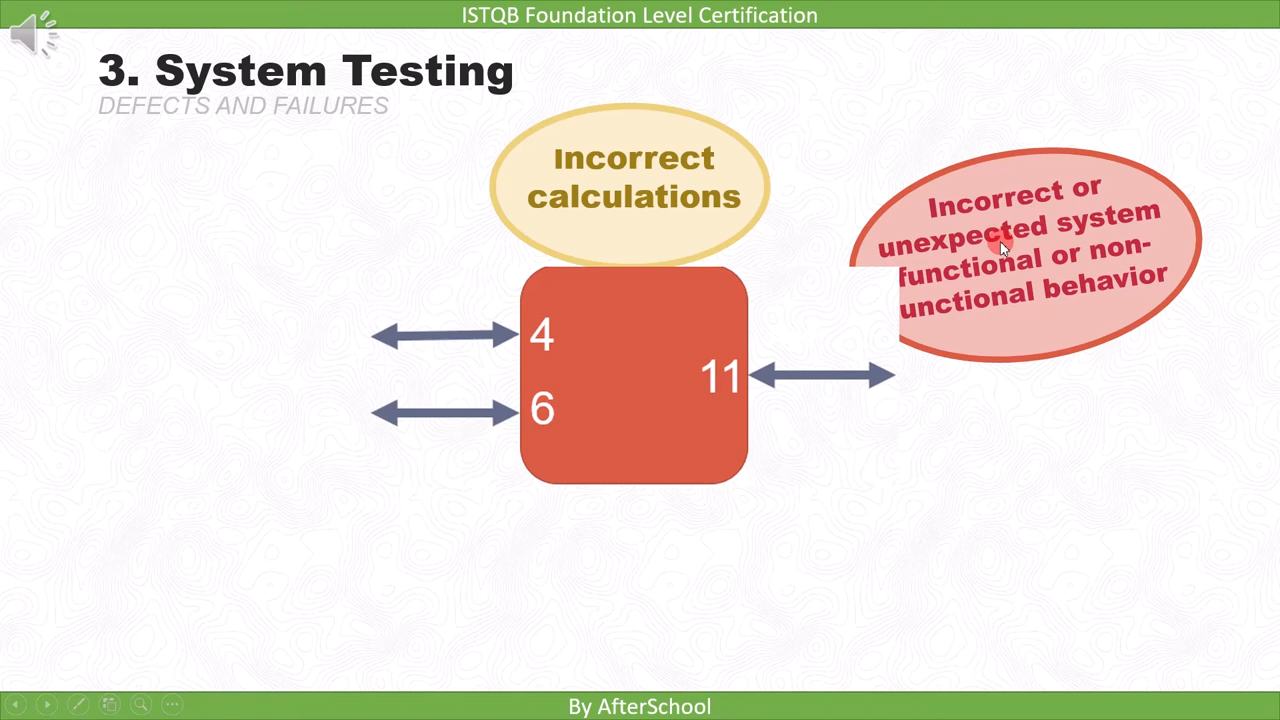 ISTQB Foundation Level Certification
3. System Testing
DEFECTS AND FAILURES
Incorrect
calculations
Incorrect or
unexpected system
functional or non-
unctional behavior
4
6
11
By AfterSchool